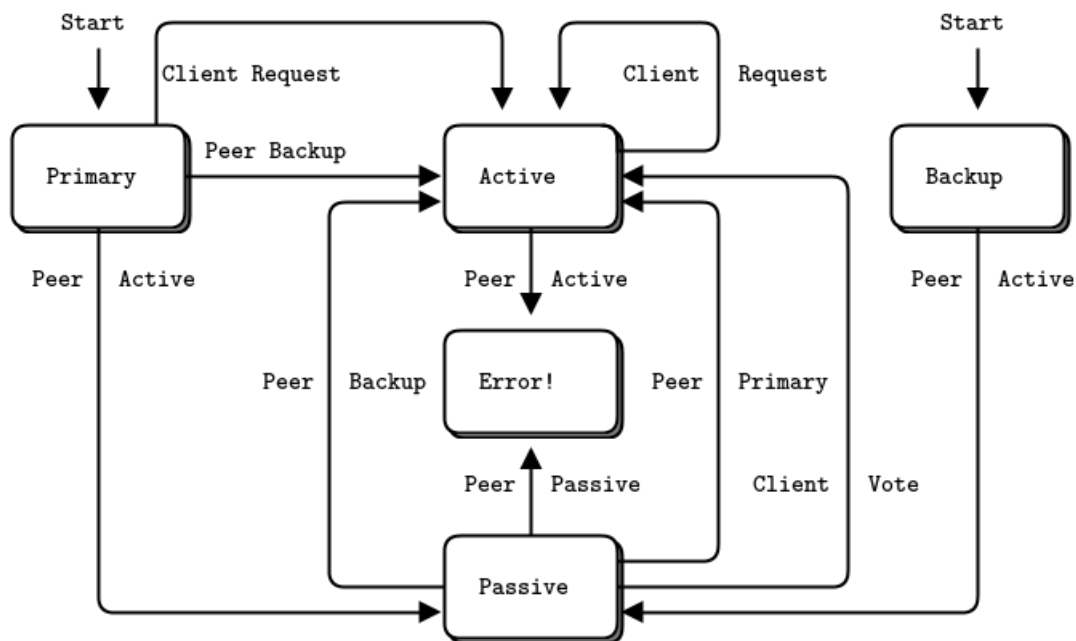 Start
Start
Client Request
Client Request
Peer Backup
Primary
Active
Backup
Peer Active
Peer Active
Peer Active
Peer Backup
Error!
Peer Primary
Peer Passive
Client Vote
Passive